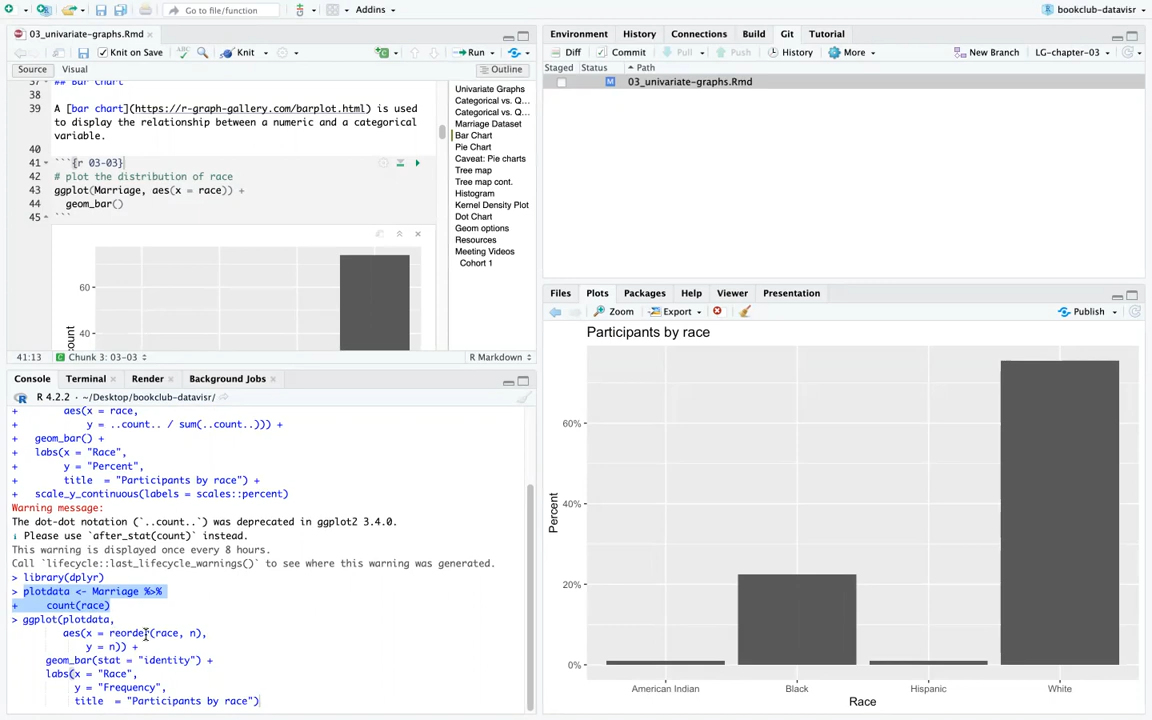 Go to file/function
Addins
bookclub-datavisr
03_univariate-graphs.Rmd
Knit on Save
Knit
Run
Source
Visual
Outline
37
## Bar Chart
38
39
A [bar chart](https://r-graph-gallery.com/barplot.html) is used
to display the relationship between a numeric and a categorical
variable.
40
41
```{r 03-03}
42
# plot the distribution of race
43
ggplot(Marriage, aes(x = race)) +
44
geom_bar()
45
```
60
40
count
Univariate Graphs
Categorical vs. Q...
Categorical vs. Q...
Marriage Dataset
Bar Chart
Pie Chart
Caveat: Pie charts
Tree map
Tree map cont.
Histogram
Kernel Density Plot
Dot Chart
Geom options
Resources
Meeting Videos
Cohort 1
41:13
Chunk 3: 03-03
R Markdown
Console
Terminal
Render
Background Jobs
R 4.2.2 · ~/Desktop/bookclub-datavisr/
+ aes(x = race,
+ y = ..count.. / sum(..count..))) +
+ geom_bar() +
+ labs(x = "Race",
+ y = "Percent",
+ title  = "Participants by race") +
+ scale_y_continuous(labels = scales::percent)
Warning message:
The dot-dot notation (`..count..`) was deprecated in ggplot2 3.4.0.
ℹ Please use `after_stat(count)` instead.
This warning is displayed once every 8 hours.
Call `lifecycle::last_lifecycle_warnings()` to see where this warning was generated.
> library(dplyr)
> plotdata <- Marriage %>%
+ count(race)
> ggplot(plotdata,
aes(x = reorder(race, n),
y = n)) +
geom_bar(stat = "identity") +
labs(x = "Race",
y = "Frequency",
title  = "Participants by race")
Environment
History
Connections
Build
Git
Tutorial
Diff
Commit
Pull
Push
History
More
New Branch
LG-chapter-03
Staged
Status
Path
M
03_univariate-graphs.Rmd
Files
Plots
Packages
Help
Viewer
Presentation
Zoom
Export
Publish
Participants by race
60%
40%
20%
0%
Percent
American Indian
Black
Hispanic
White
Race